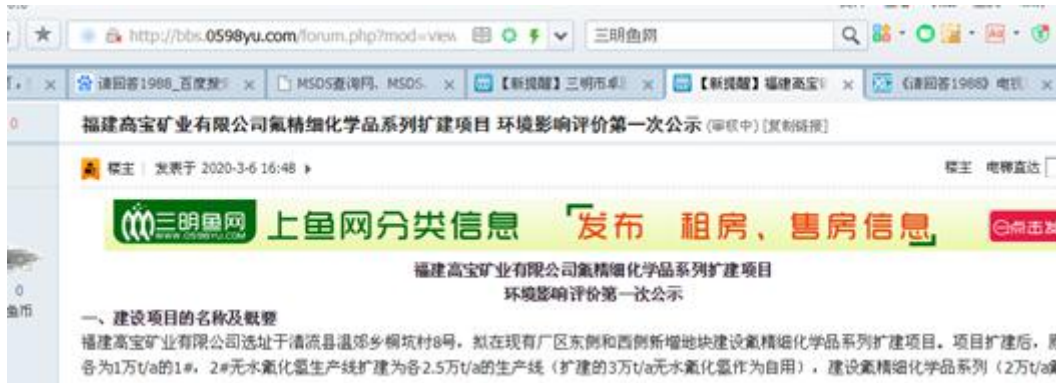 http://bbs.0598yu.com/forum.php?mod=view 三明鱼网
请回答1988_百度搜 MSDS查询网, MSDS 【新提醒】三明市卓 【新提醒】福建高宝 《请回答1988》电视
0 福建高宝矿业有限公司氟精细化学品系列扩建项目 环境影响评价第一次公示 (审核中) [复制链接]
楼主 发表于 2020-3-6 16:48 楼主 电梯直达
三明鱼网 上鱼网分类信息 「发布 租房、售房信息」 点击发
WWW.0598YU.COM
福建高宝矿业有限公司氟精细化学品系列扩建项目
环境影响评价第一次公示
0
鱼币
一、建设项目的名称及概要
福建高宝矿业有限公司选址于清流县温郊乡桐坑村8号，拟在现有厂区东侧和西侧新增地块建设氟精细化学品系列扩建项目。项目扩建后，
各为1万t/a的1#，2#无水氟化氢生产线扩建为各2.5万t/a的生产线（扩建的3万t/a无水氟化氢作为自用），建设氟精细化学品系列（2万t/a